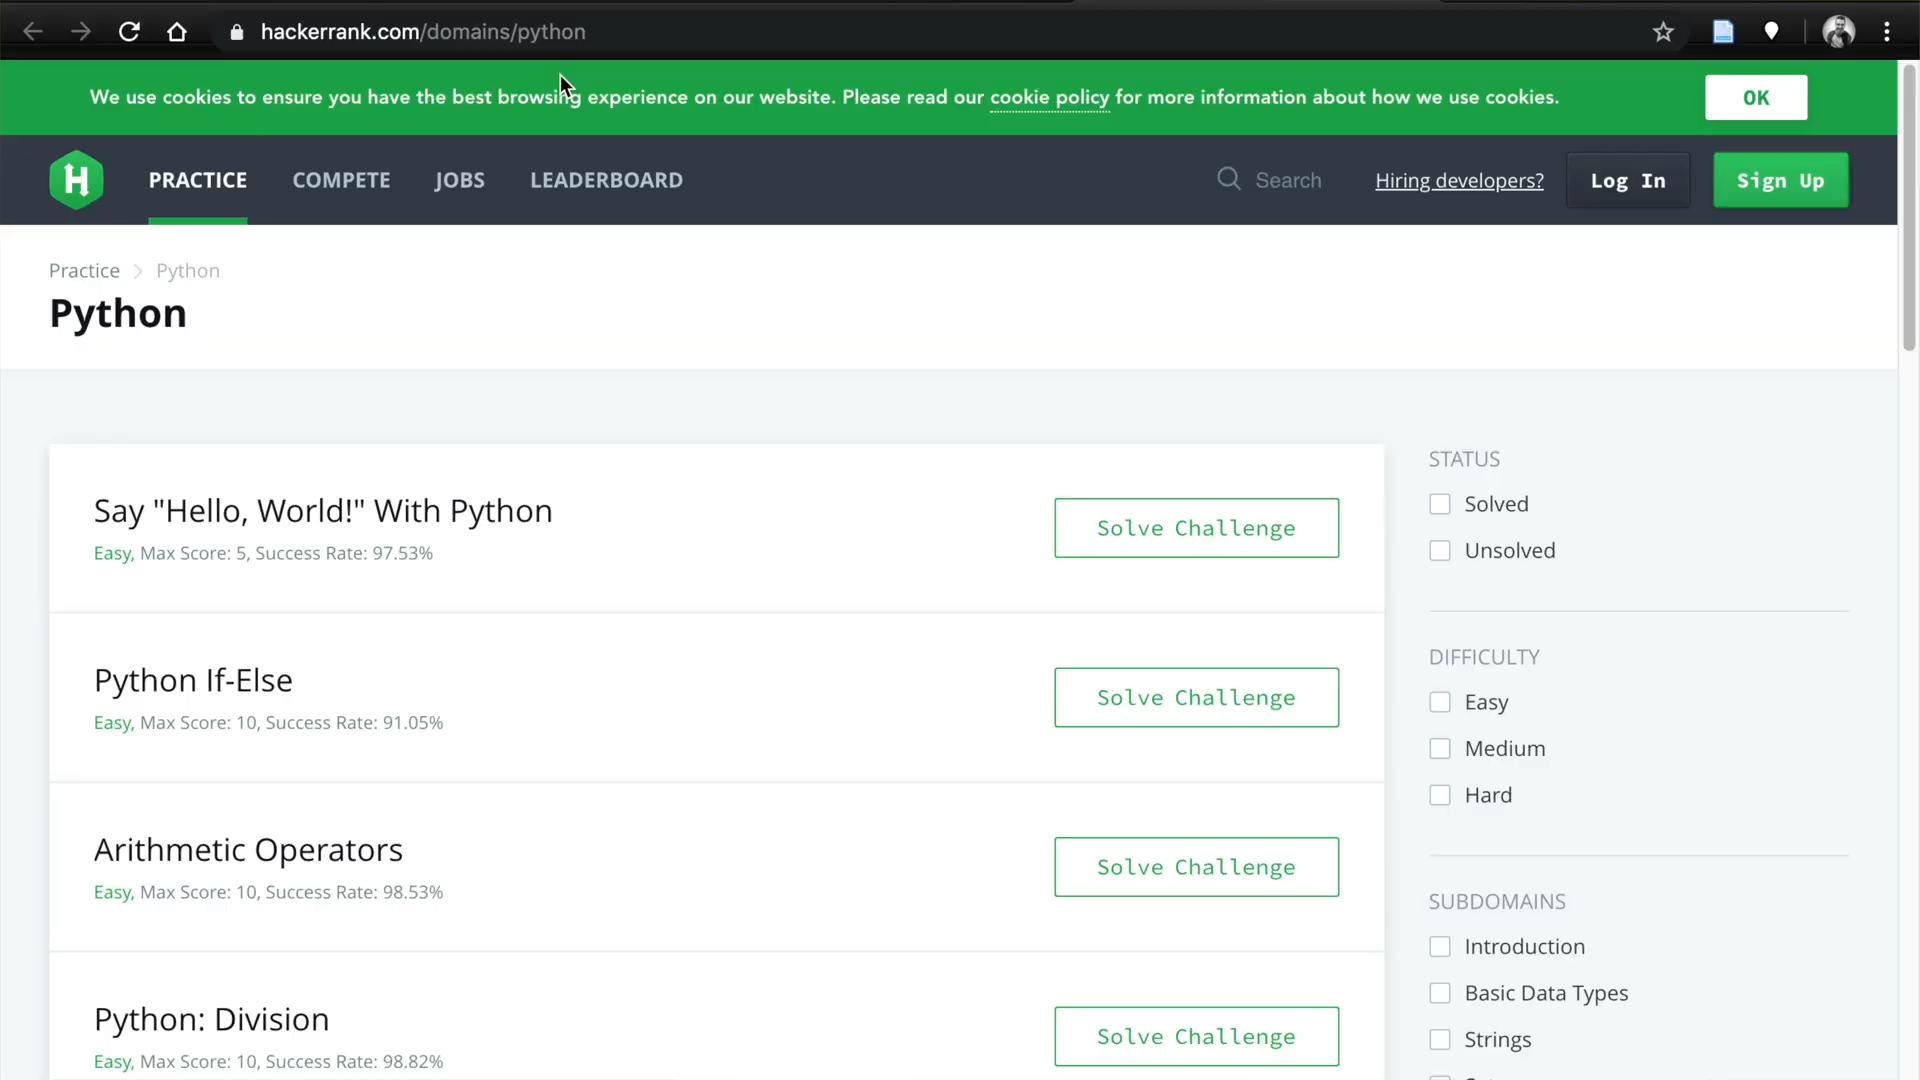 hackerrank.com/domains/python
We use cookies to ensure you have the best browsing experience on our website. Please read our cookie policy for more information about how we use cookies.
OK
H
PRACTICE COMPETE JOBS LEADERBOARD
Search
Hiring developers?
Log In
Sign Up
Practice Python
Python
Say "Hello, World!" With Python
Easy, Max Score: 5, Success Rate: 97.53%
Solve Challenge
Python If-Else
Easy, Max Score: 10, Success Rate: 91.05%
Solve Challenge
Arithmetic Operators
Easy, Max Score: 10, Success Rate: 98.53%
Solve Challenge
Python: Division
Easy, Max Score: 10, Success Rate: 98.82%
Solve Challenge
STATUS
Solved
Unsolved
DIFFICULTY
Easy
Medium
Hard
SUBDOMAINS
Introduction
Basic Data Types
Strings